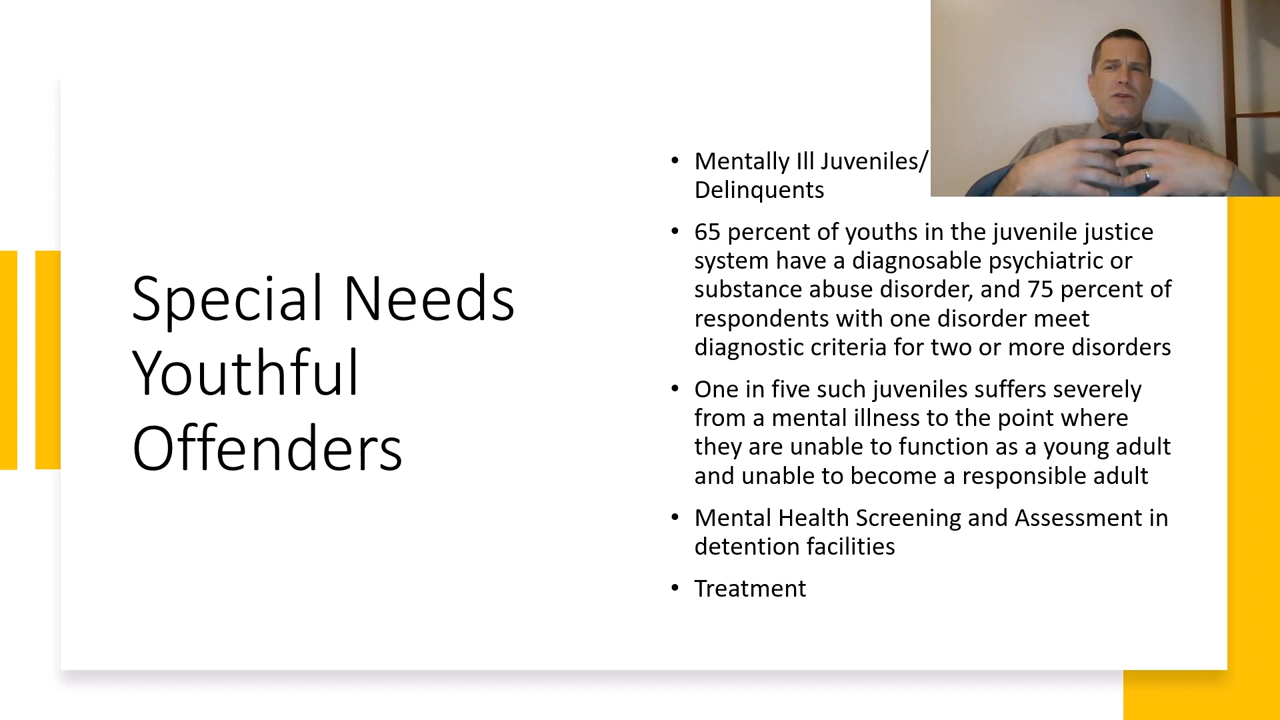 Special Needs
Youthful
Offenders
• Mentally Ill Juveniles/
Delinquents
• 65 percent of youths in the juvenile justice
system have a diagnosable psychiatric or
substance abuse disorder, and 75 percent of
respondents with one disorder meet
diagnostic criteria for two or more disorders
• One in five such juveniles suffers severely
from a mental illness to the point where
they are unable to function as a young adult
and unable to become a responsible adult
• Mental Health Screening and Assessment in
detention facilities
• Treatment